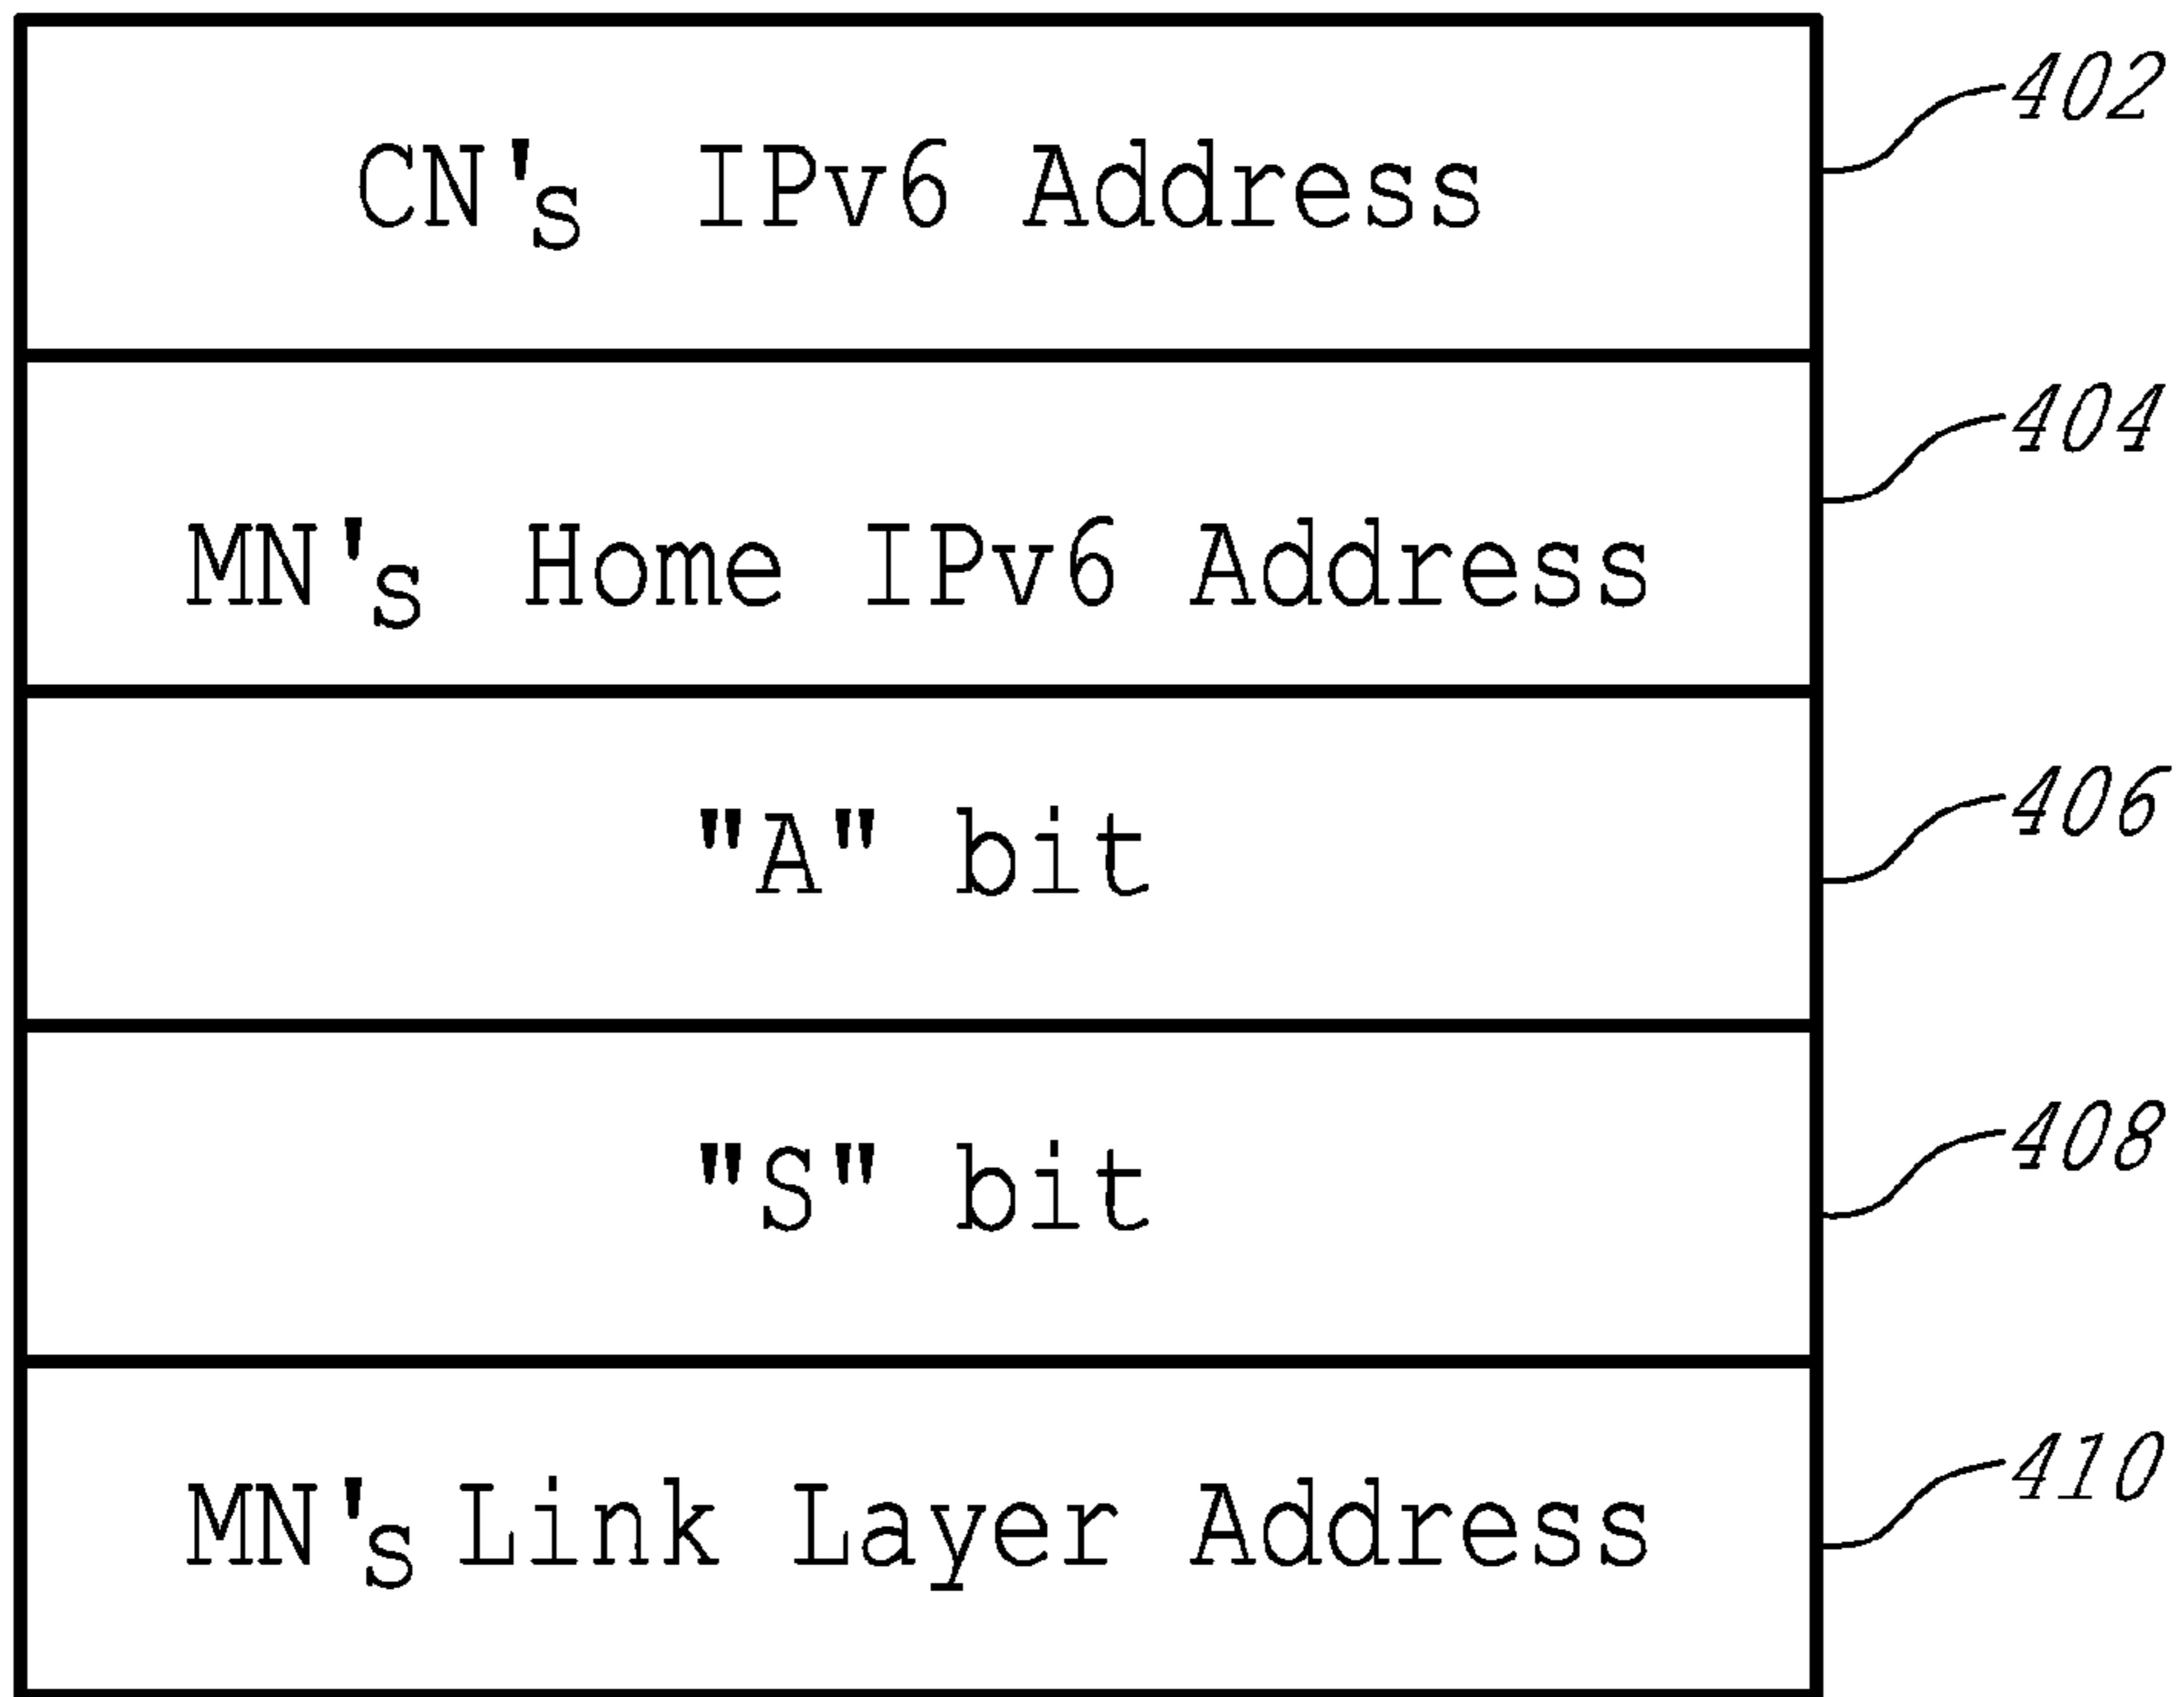 CN's IPv6 Address
402
MN's Home IPv6 Address
404
"A" bit
406
"S" bit
408
MN's Link Layer Address
410